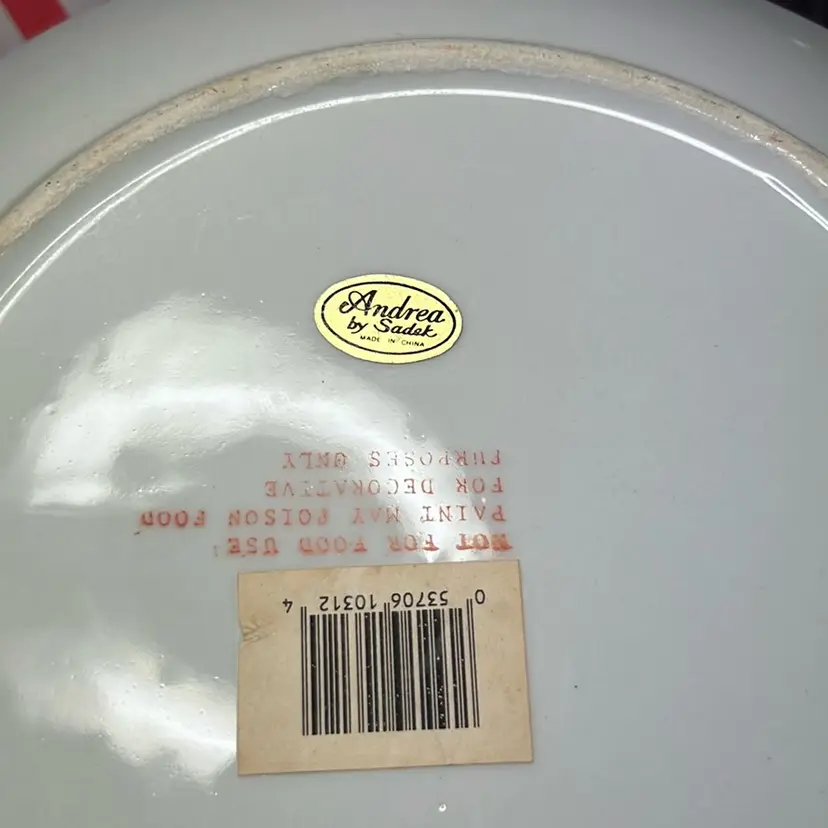 Andrea
by Sadek
MADE IN CHINA
NOT FOR FOOD USE
PAINT MAY POISON FOOD
FOR DECORATIVE
PURPOSES ONLY
0 53706 10312 4